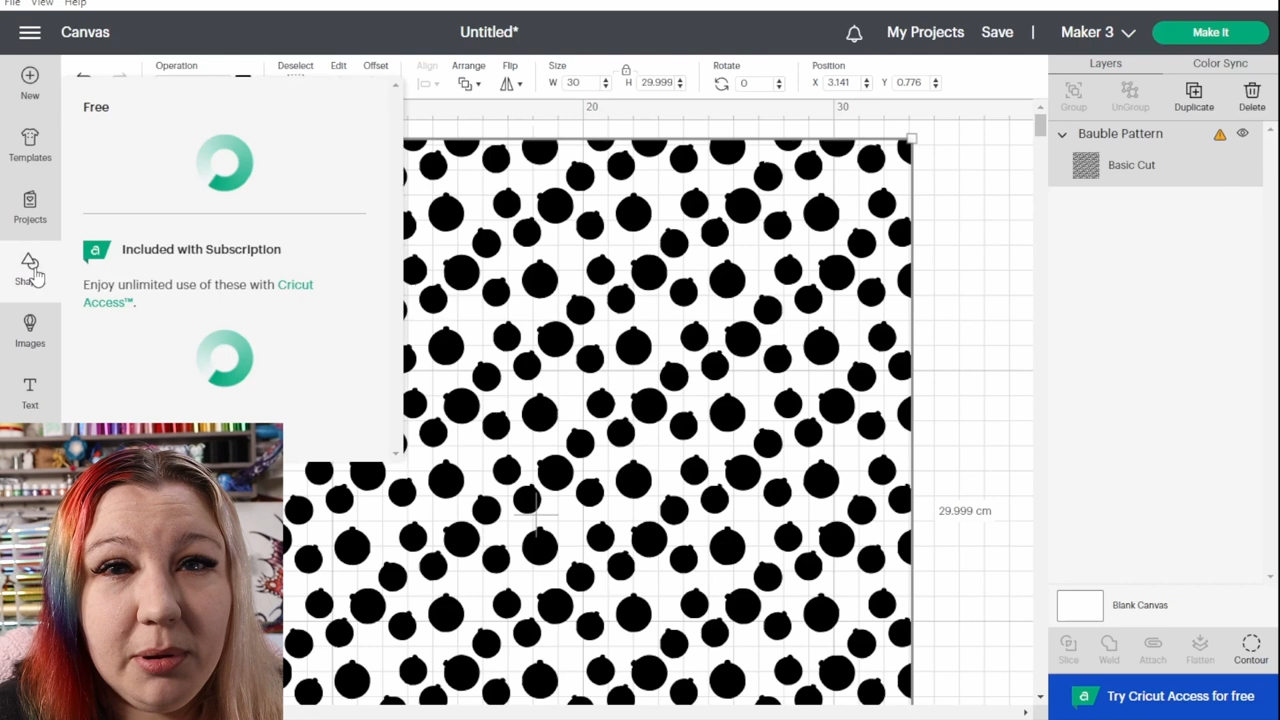 File View Help
Canvas
Untitled*
My Projects
Save
Maker 3
Make It
New
Templates
Projects
Images
Text
Operation
Deselect
Edit
Offset
Align
Arrange
Flip
Size
W 30
H 29.999
Rotate
0
Position
X 3.141
Y 0.776
Free
a Included with Subscription
Enjoy unlimited use of these with Cricut
Access™.
20
30
29.999 cm
Layers
Color Sync
Group
UnGroup
Duplicate
Delete
Bauble Pattern
Basic Cut
Blank Canvas
Slice
Weld
Attach
Flatten
Contour
a Try Cricut Access for free